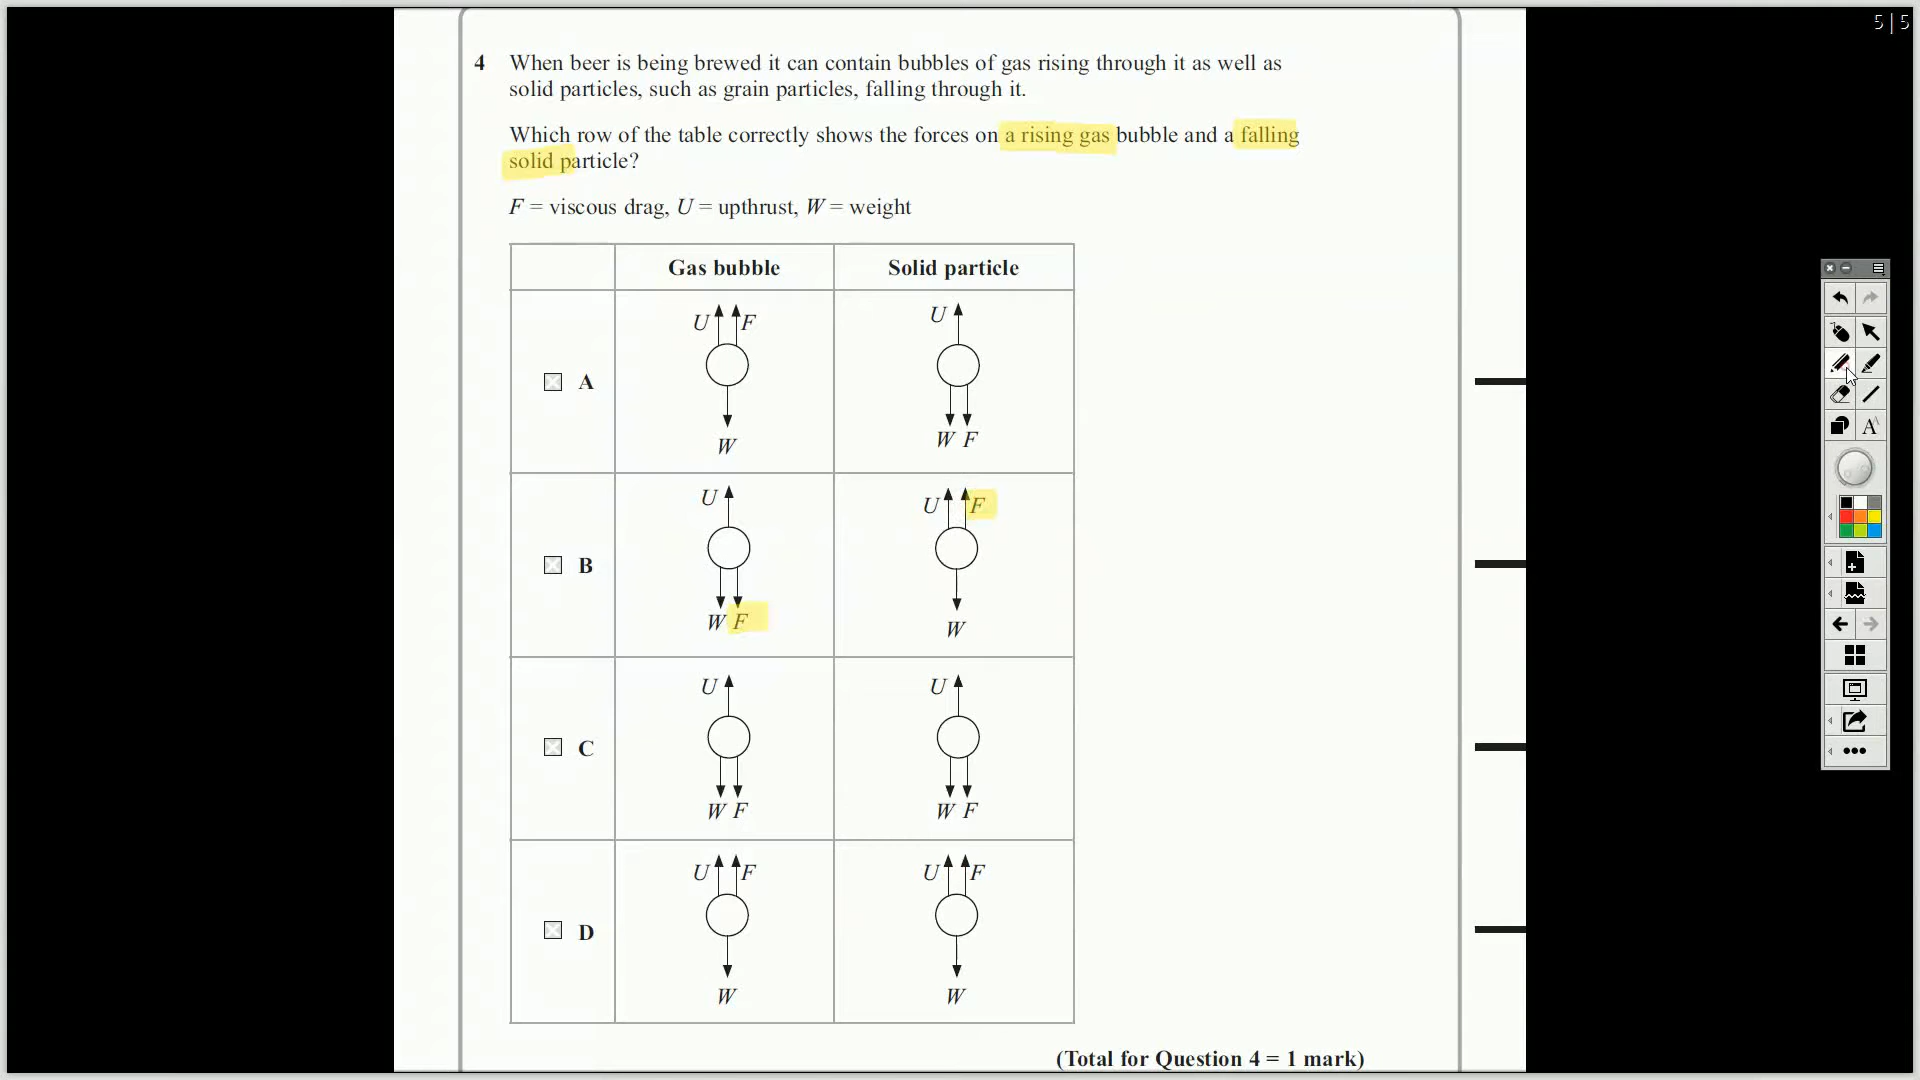 5 | 5
4 When beer is being brewed it can contain bubbles of gas rising through it as well as
solid particles, such as grain particles, falling through it.
Which row of the table correctly shows the forces on a rising gas bubble and a falling
solid particle?
F = viscous drag, U = upthrust, W = weight
Gas bubble Solid particle
U F U
A
W W F
U U F
B
W F W
U U
C
W F W F
U F U F
D
W W
(Total for Question 4 = 1 mark)
A